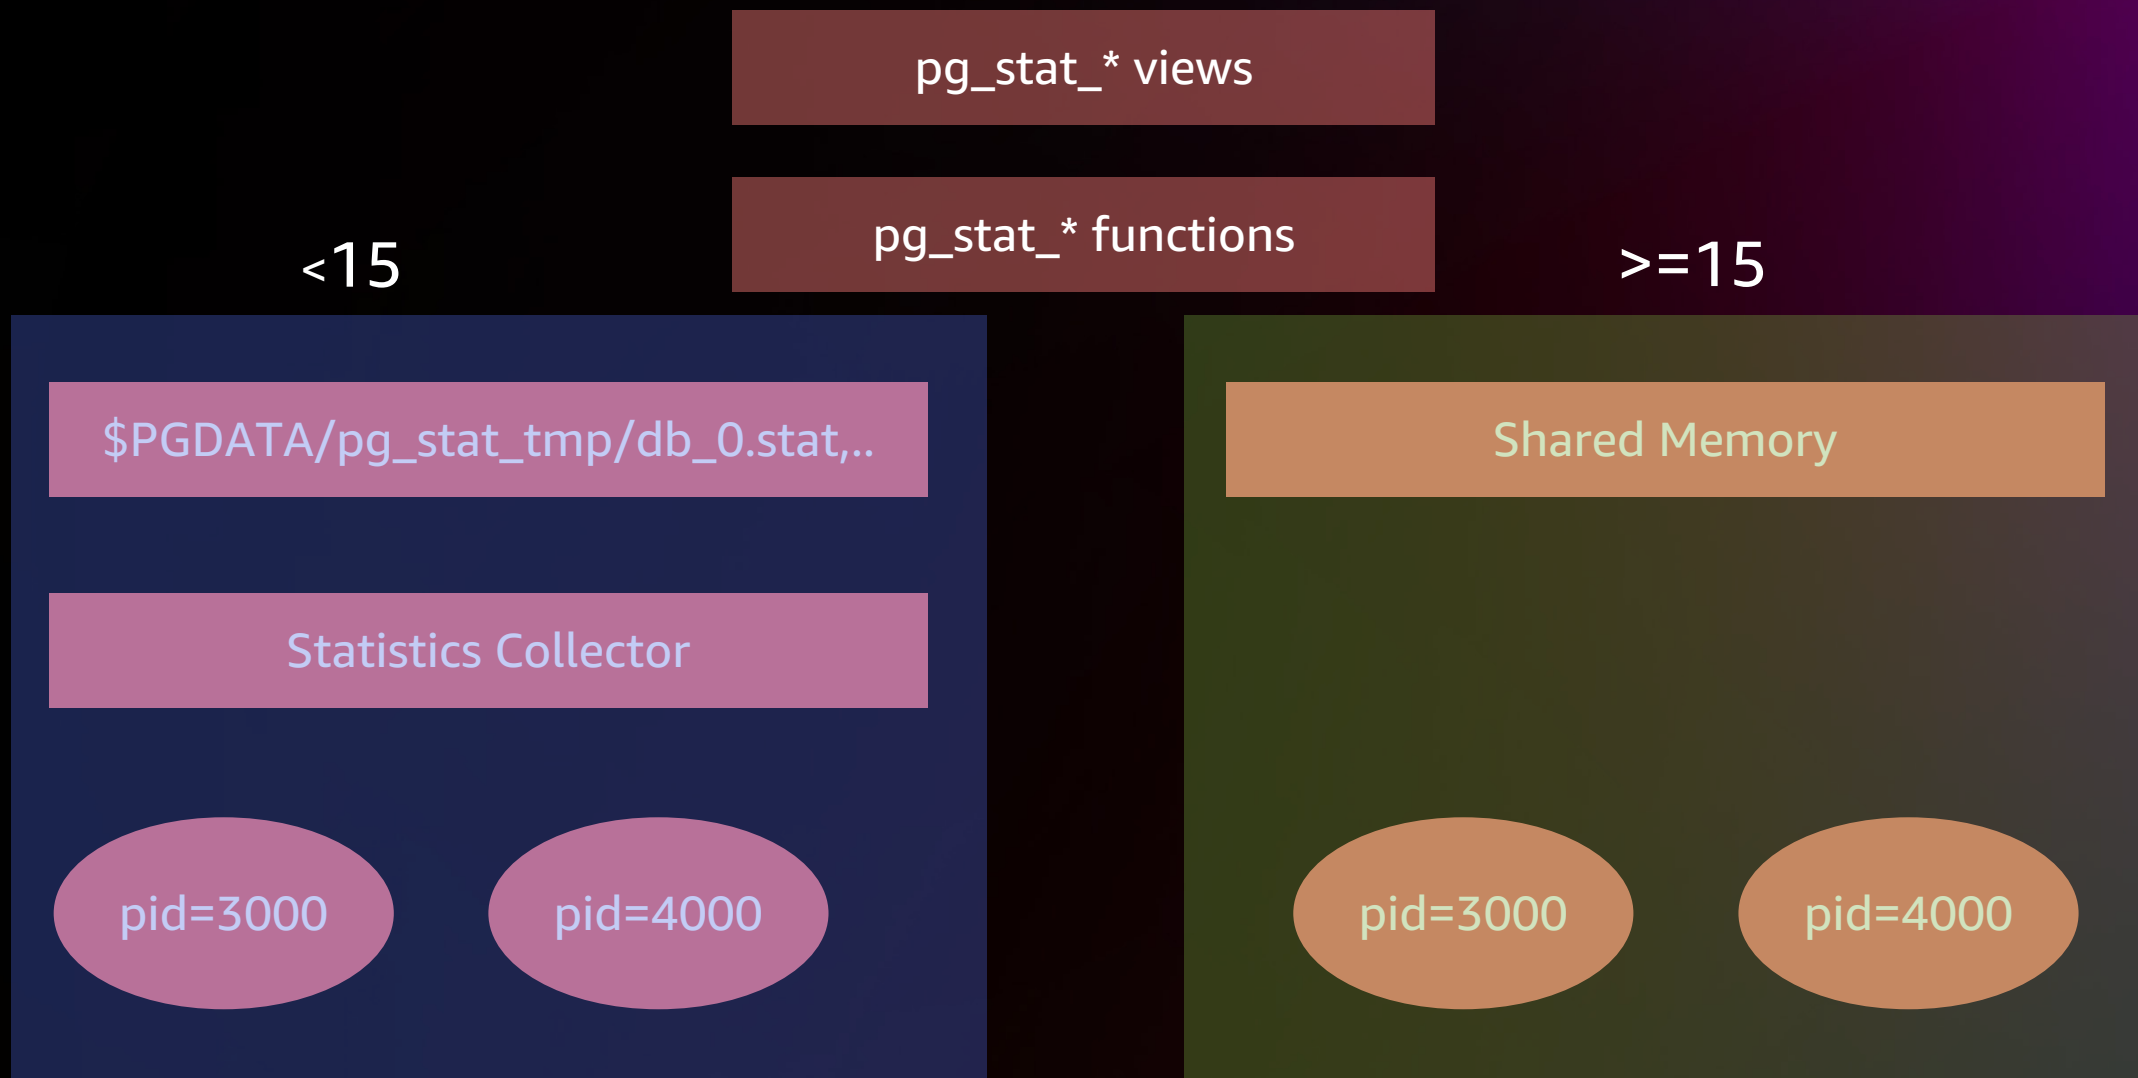 pg_stat_* views
pg_stat_* functions
<15
>=15
$PGDATA/pg_stat_tmp/db_0.stat,..
Shared Memory
Statistics Collector
pid=3000
pid=4000
pid=3000
pid=4000